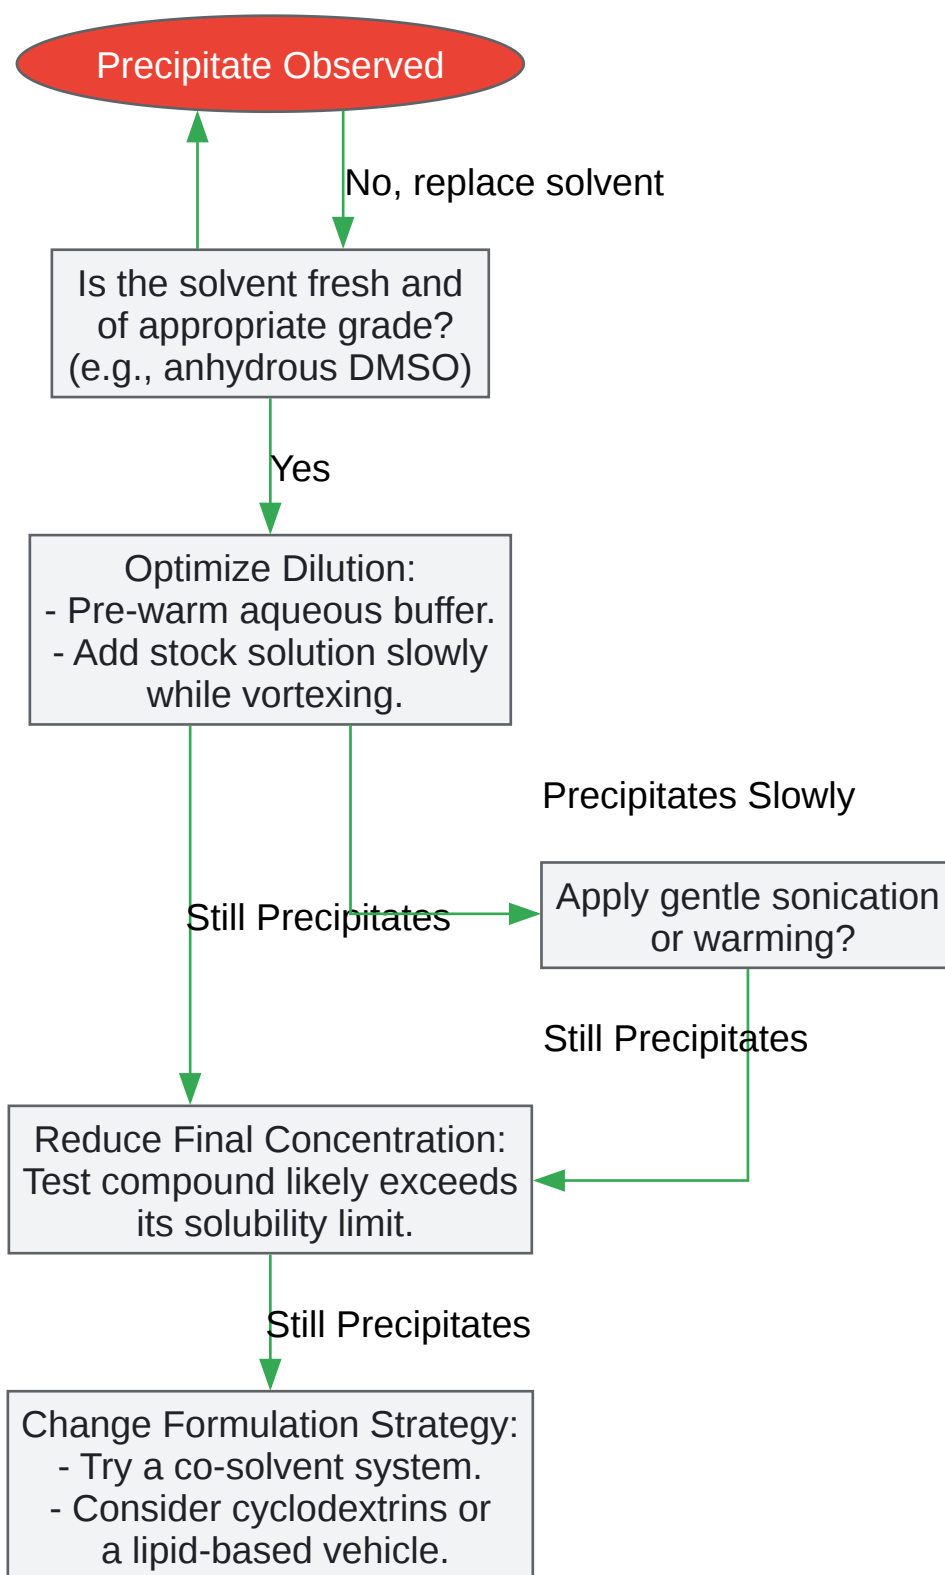 Precipitate Observed
No, replace solvent
Is the solvent fresh and
of appropriate grade?
(e.g., anhydrous DMSO)
Yes
Optimize Dilution:
- Pre-warm aqueous buffer.
- Add stock solution slowly
while vortexing.
Precipitates Slowly
Apply gentle sonication
or warming?
Still Precipitates
Still Precipitates
Reduce Final Concentration:
Test compound likely exceeds
its solubility limit.
Still Precipitates
Change Formulation Strategy:
- Try a co-solvent system.
- Consider cyclodextrins or
a lipid-based vehicle.